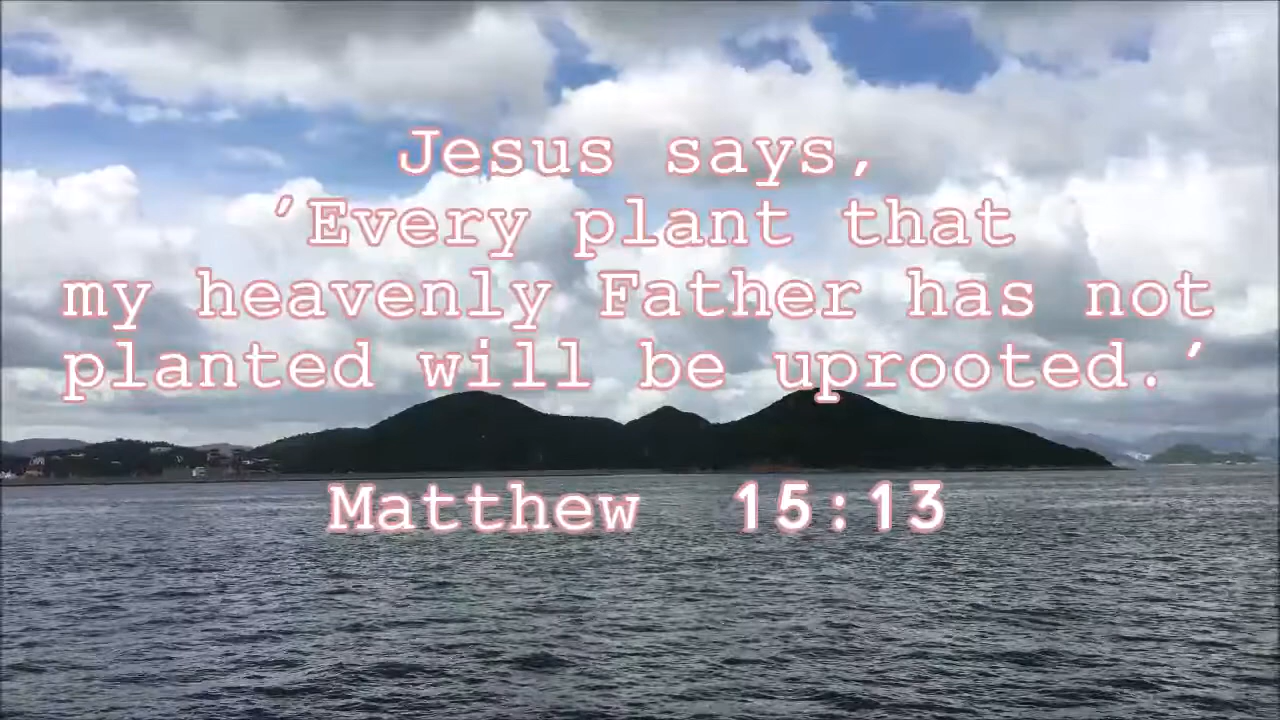 Jesus says,
'Every plant that
my heavenly Father has not
planted will be uprooted.'
Matthew 15:13